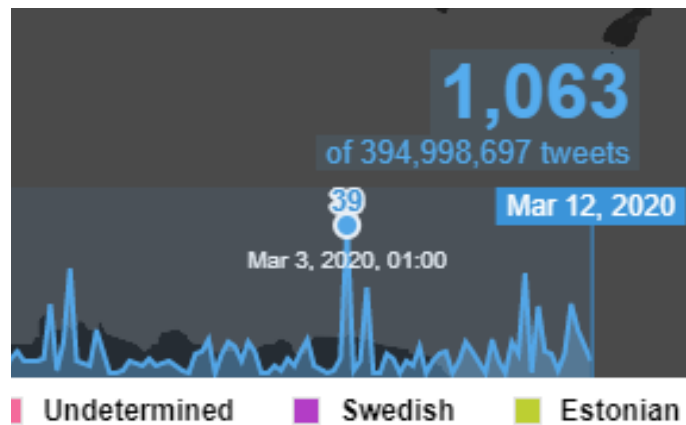 1,063
of 394,998,697 tweets
39
Mar 12, 2020
Mar 3, 2020, 01:00
Undetermined Swedish Estonian